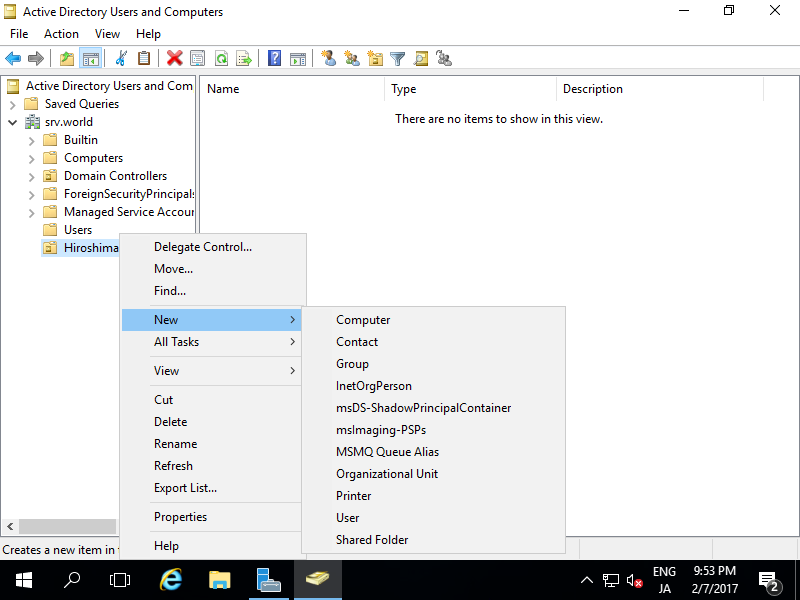 Active Directory Users and Computers
File Action View Help
Active Directory Users and Com
Saved Queries
srv.world
Builtin
Computers
Domain Controllers
ForeignSecurityPrincipals
Managed Service Accour
Users
Hiroshima
Name Type Description
There are no items to show in this view.
Delegate Control...
Move...
Find...
New
All Tasks
View
Cut
Delete
Rename
Refresh
Export List...
Properties
Help
Computer
Contact
Group
InetOrgPerson
msDS-ShadowPrincipalContainer
msImaging-PSPs
MSMQ Queue Alias
Organizational Unit
Printer
User
Shared Folder
Creates a new item in
ENG
JA
9:53 PM
2/7/2017
2